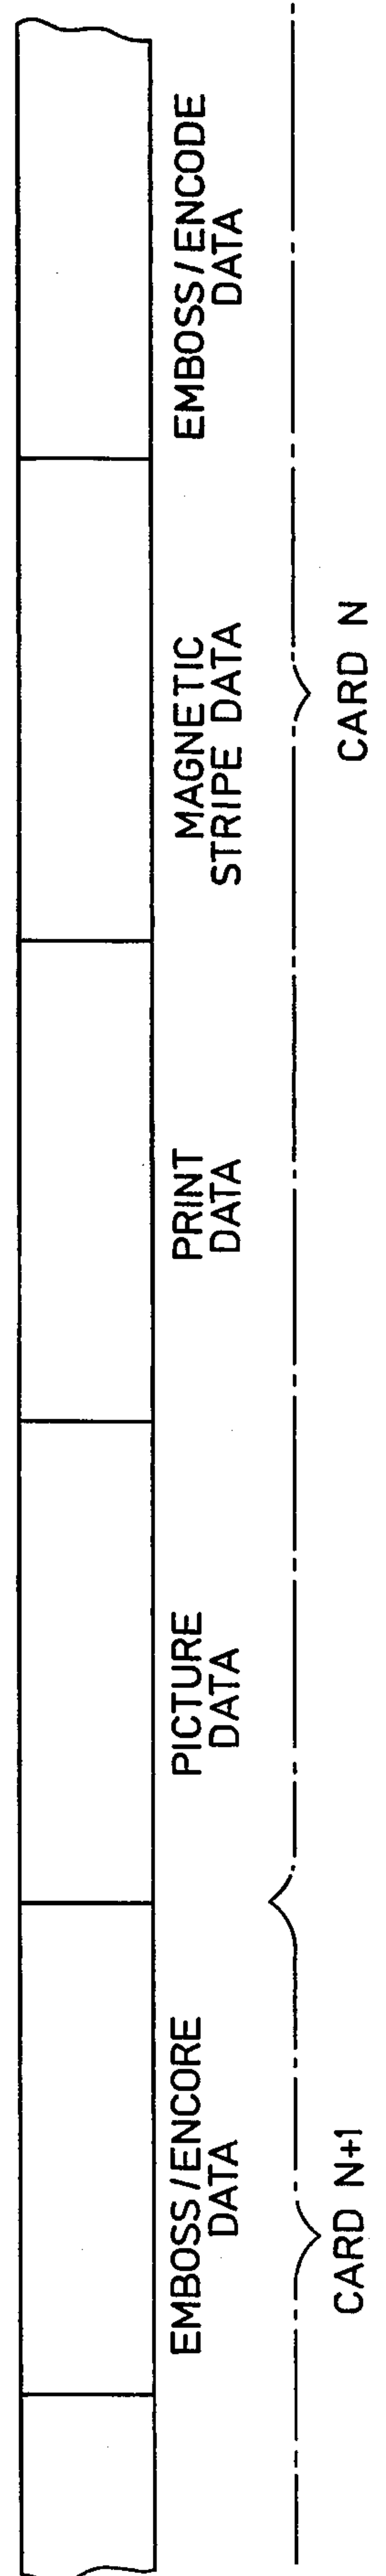 EMBOSS/ENCORE
DATA
PICTURE
DATA
PRINT
DATA
MAGNETIC
STRIPE DATA
EMBOSS/ENCODE
DATA
CARD N+1
CARD N